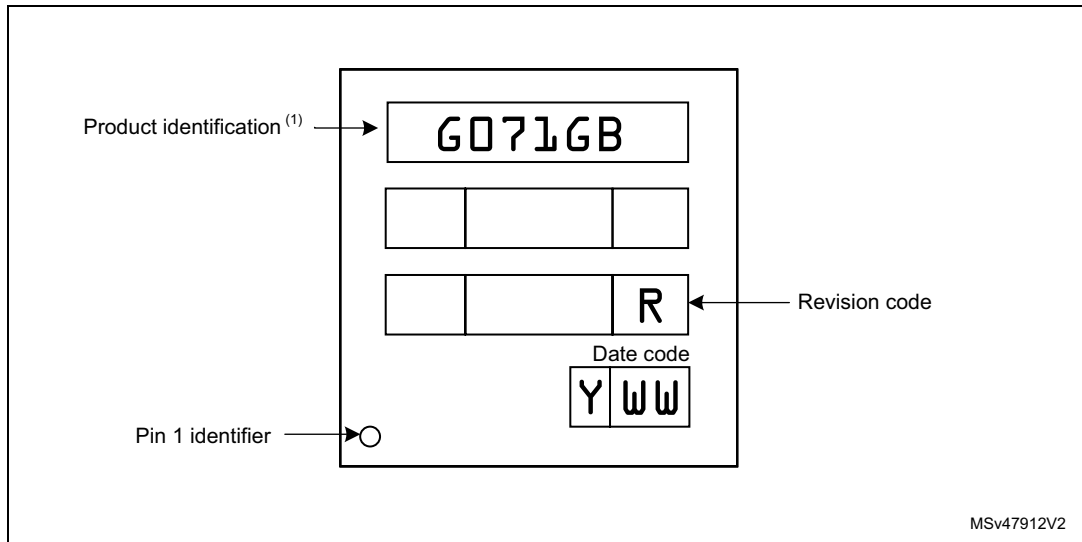 Product identification (1)
G071GB
R
Revision code
Date code
Y WW
Pin 1 identifier
MSv47912V2